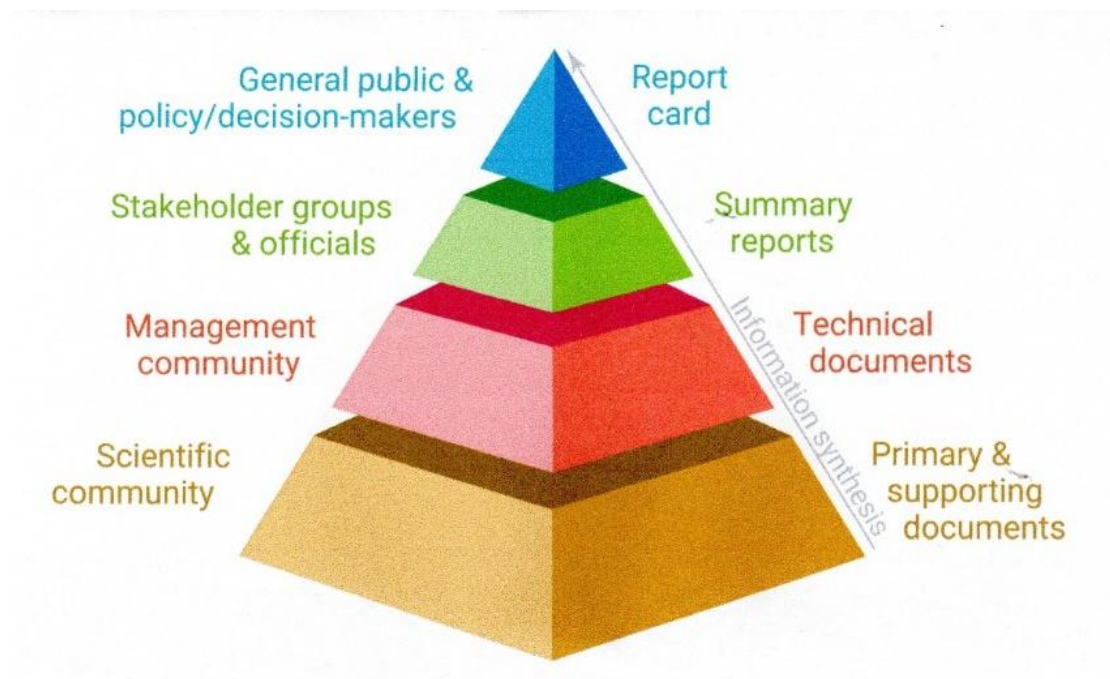 General public &
policy/decision-makers
Report
card
Stakeholder groups
& officials
Summary
reports
Management
community
Technical
documents
Information synthesis
Scientific
community
Primary &
supporting
documents